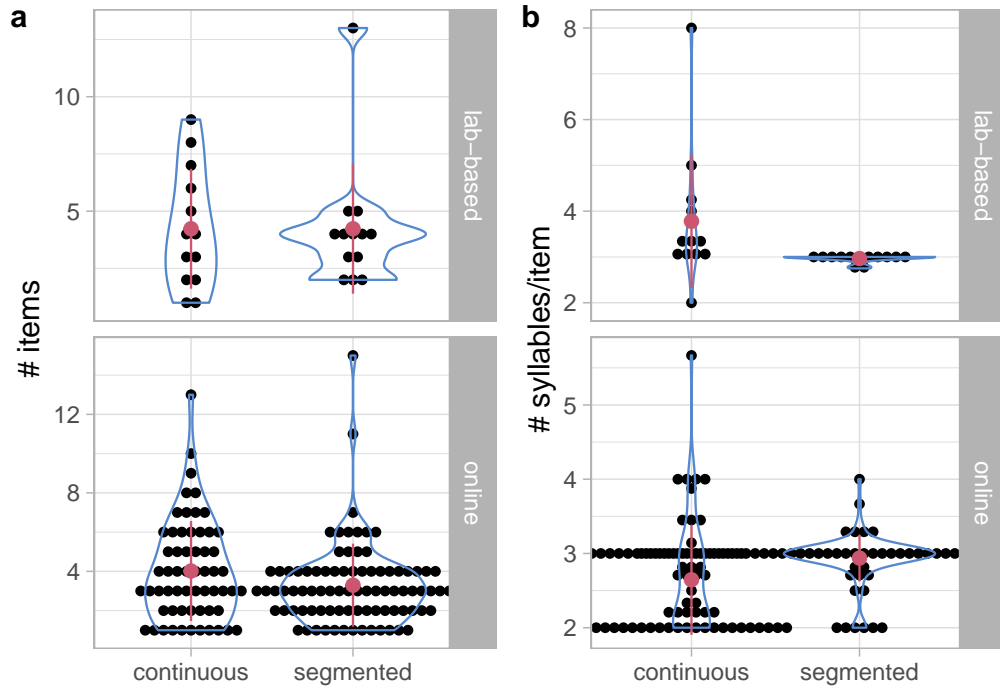 a
# items
10
5
lab−based
12
8
4
online
continuous
segmented
b
# syllables/item
8
6
4
2
lab−based
5
4
3
2
online
continuous
segmented